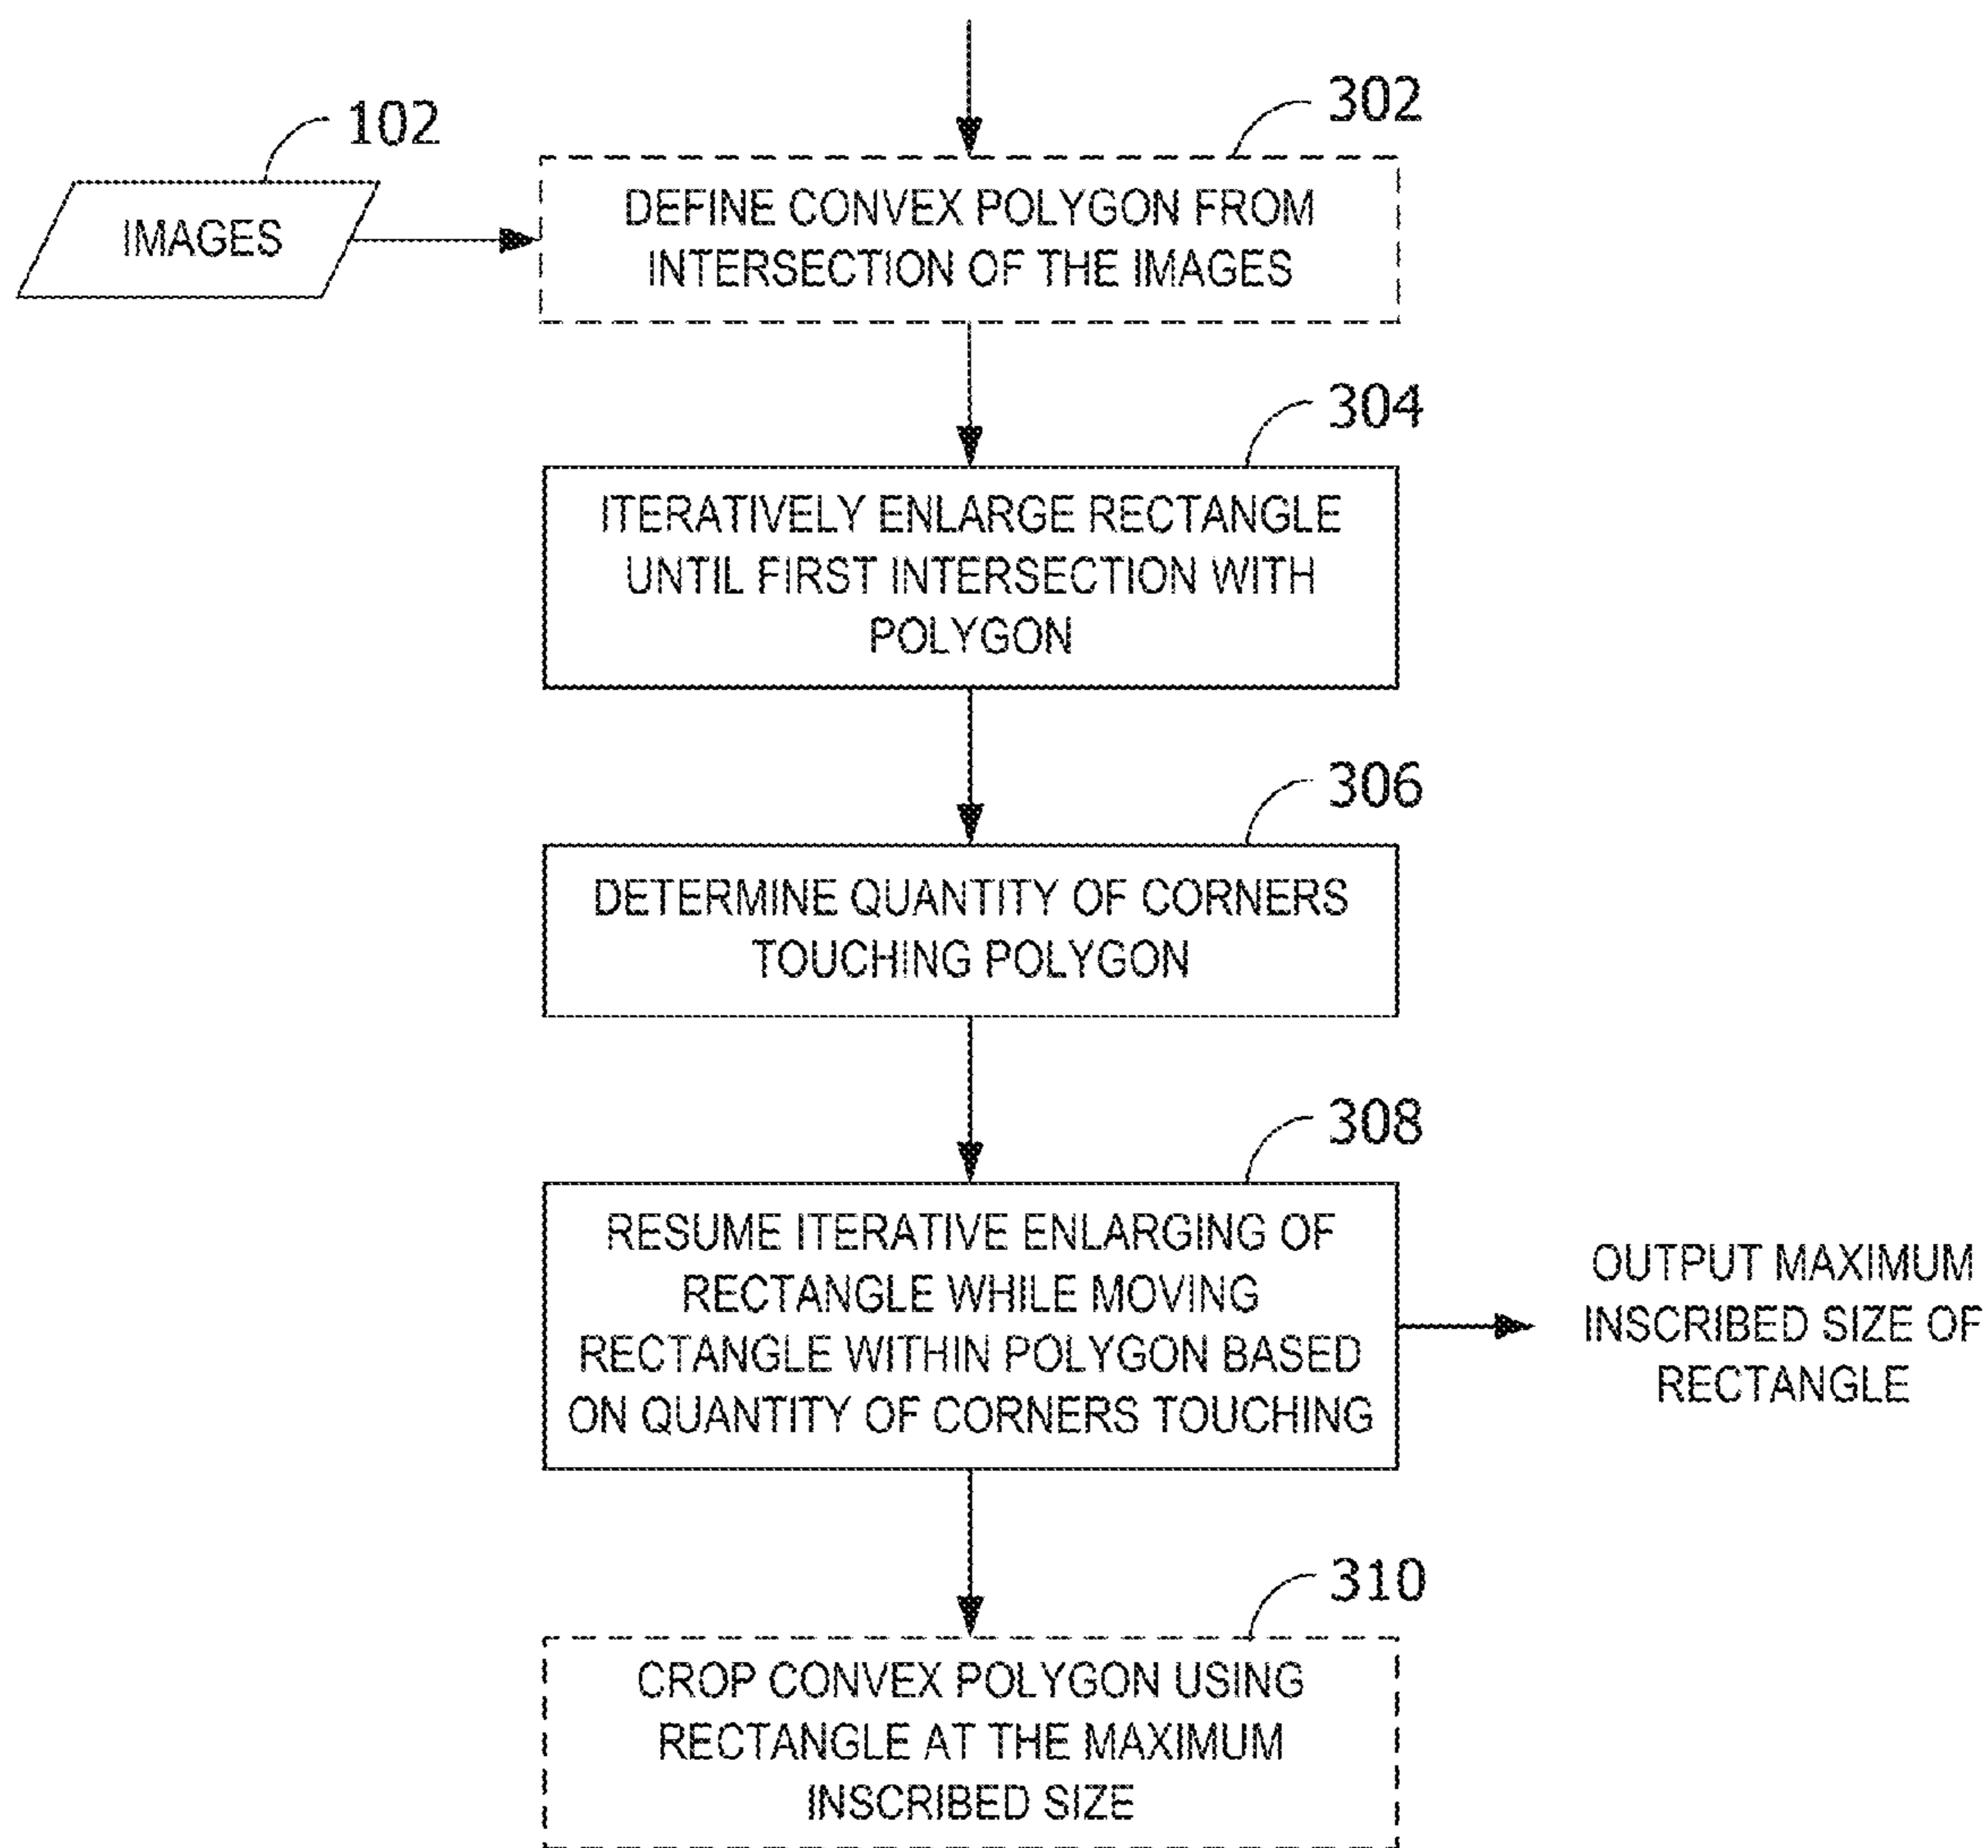 302
102
DEFINE CONVEX POLYGON FROM
INTERSECTION OF THE IMAGES
IMAGES
304
ITERATIVELY ENLARGE RECTANGLE
UNTIL FIRST INTERSECTION WITH
POLYGON
306
DETERMINE QUANTITY OF CORNERS
TOUCHING POLYGON
308
RESUME ITERATIVE ENLARGING OF
RECTANGLE WHILE MOVING
RECTANGLE WITHIN POLYGON BASED
ON QUANTITY OF CORNERS TOUCHING
OUTPUT MAXIMUM
INSCRIBED SIZE OF
RECTANGLE
310
CROP CONVEX POLYGON USING
RECTANGLE AT THE MAXIMUM
INSCRIBED SIZE